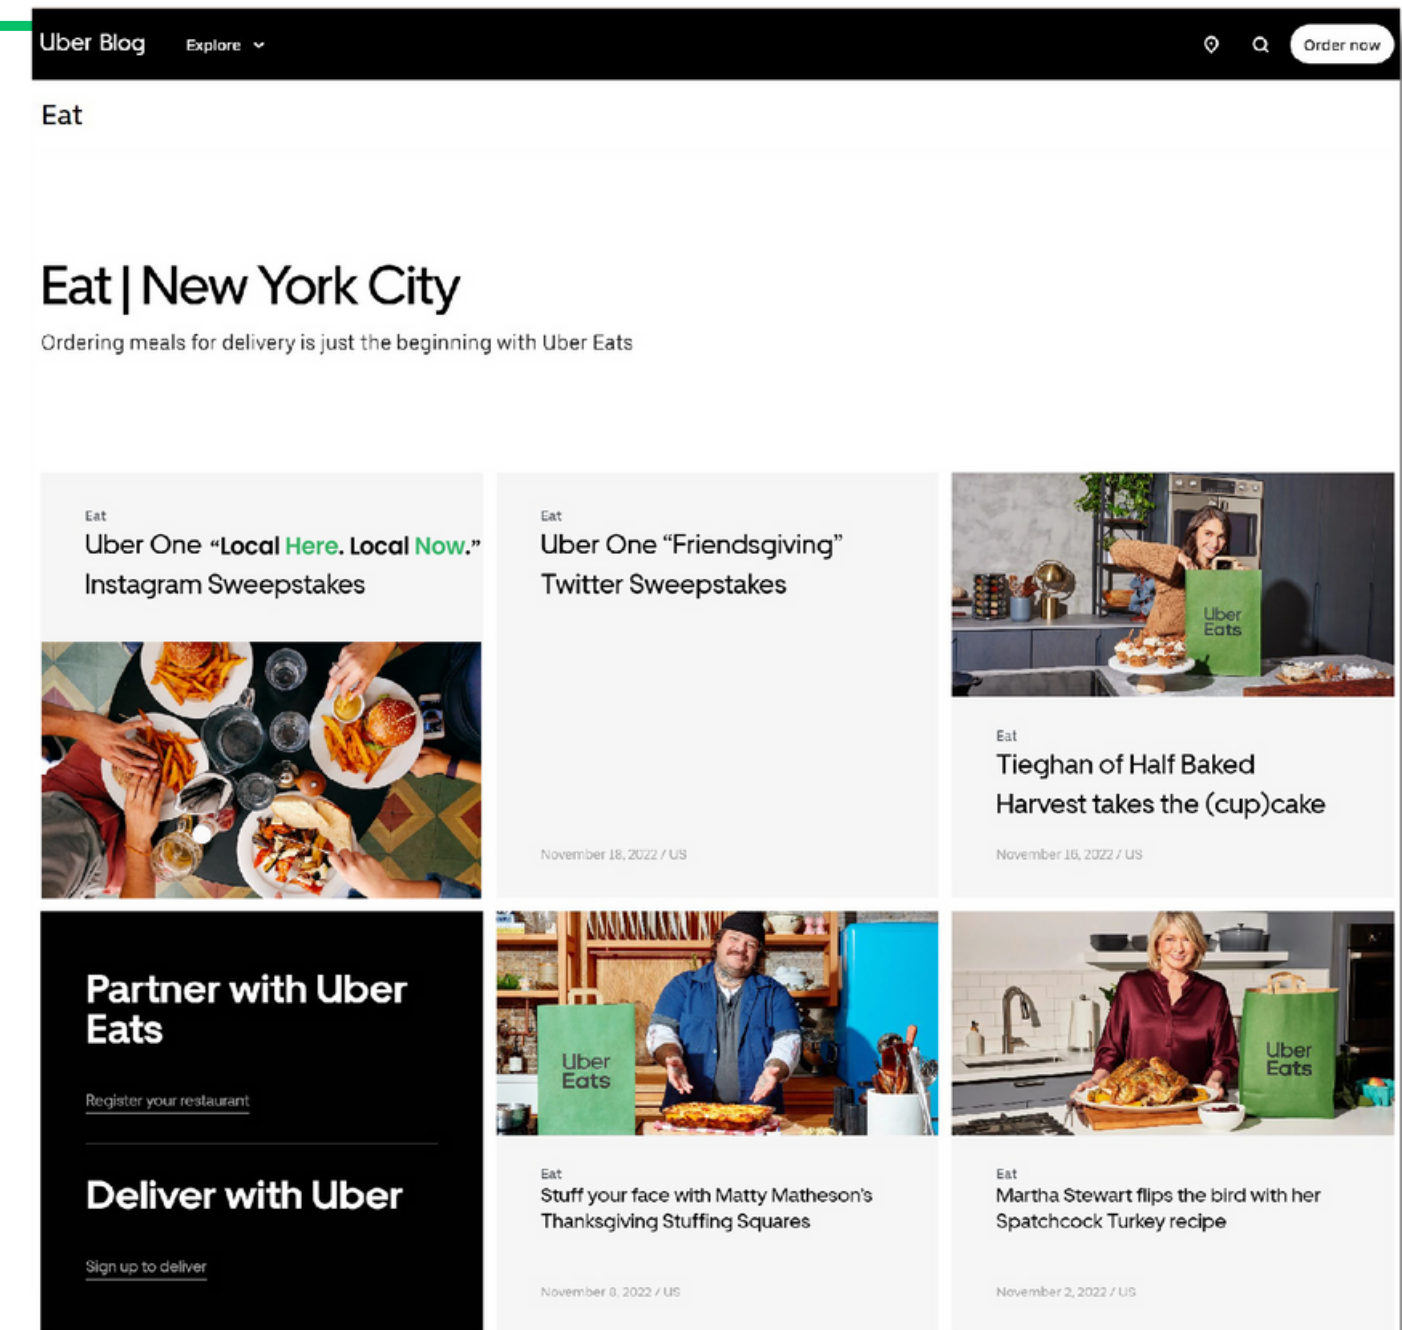 Uber Blog
Explore
Order now
Eat
Eat | New York City
Ordering meals for delivery is just the beginning with Uber Eats
Eat
Uber One “Local Here. Local Now.”
Instagram Sweepstakes
Eat
Uber One “Friendsgiving”
Twitter Sweepstakes
November 18, 2022 / US
Uber
Eats
Eat
Tieghan of Half Baked
Harvest takes the (cup)cake
November 16, 2022 / US
Partner with Uber
Eats
Register your restaurant
Deliver with Uber
Sign up to deliver
Uber
Eats
Eat
Stuff your face with Matty Matheson's
Thanksgiving Stuffing Squares
November 8, 2022 / US
Uber
Eats
Eat
Martha Stewart flips the bird with her
Spatchcock Turkey recipe
November 2, 2022 / US